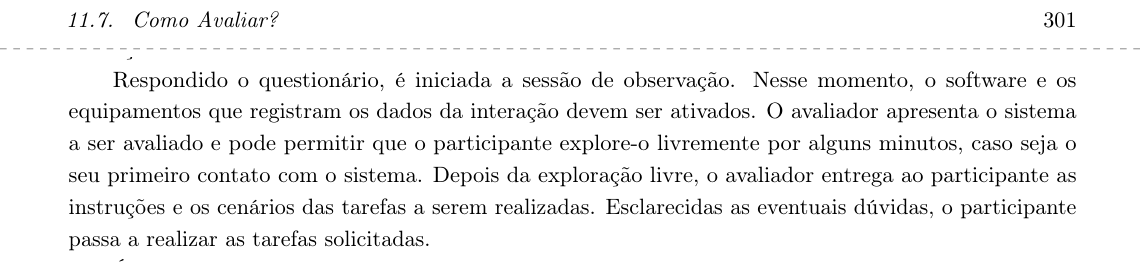 11.7. Como Avaliar? 301
Respondido o questionário, é iniciada a sessão de observação. Nesse momento, o software e os
equipamentos que registram os dados da interação devem ser ativados. O avaliador apresenta o sistema
a ser avaliado e pode permitir que o participante explore-o livremente por alguns minutos, caso seja o
seu primeiro contato com o sistema. Depois da exploração livre, o avaliador entrega ao participante as
instruções e os cenários das tarefas a serem realizadas. Esclarecidas as eventuais dúvidas, o participante
passa a realizar as tarefas solicitadas.